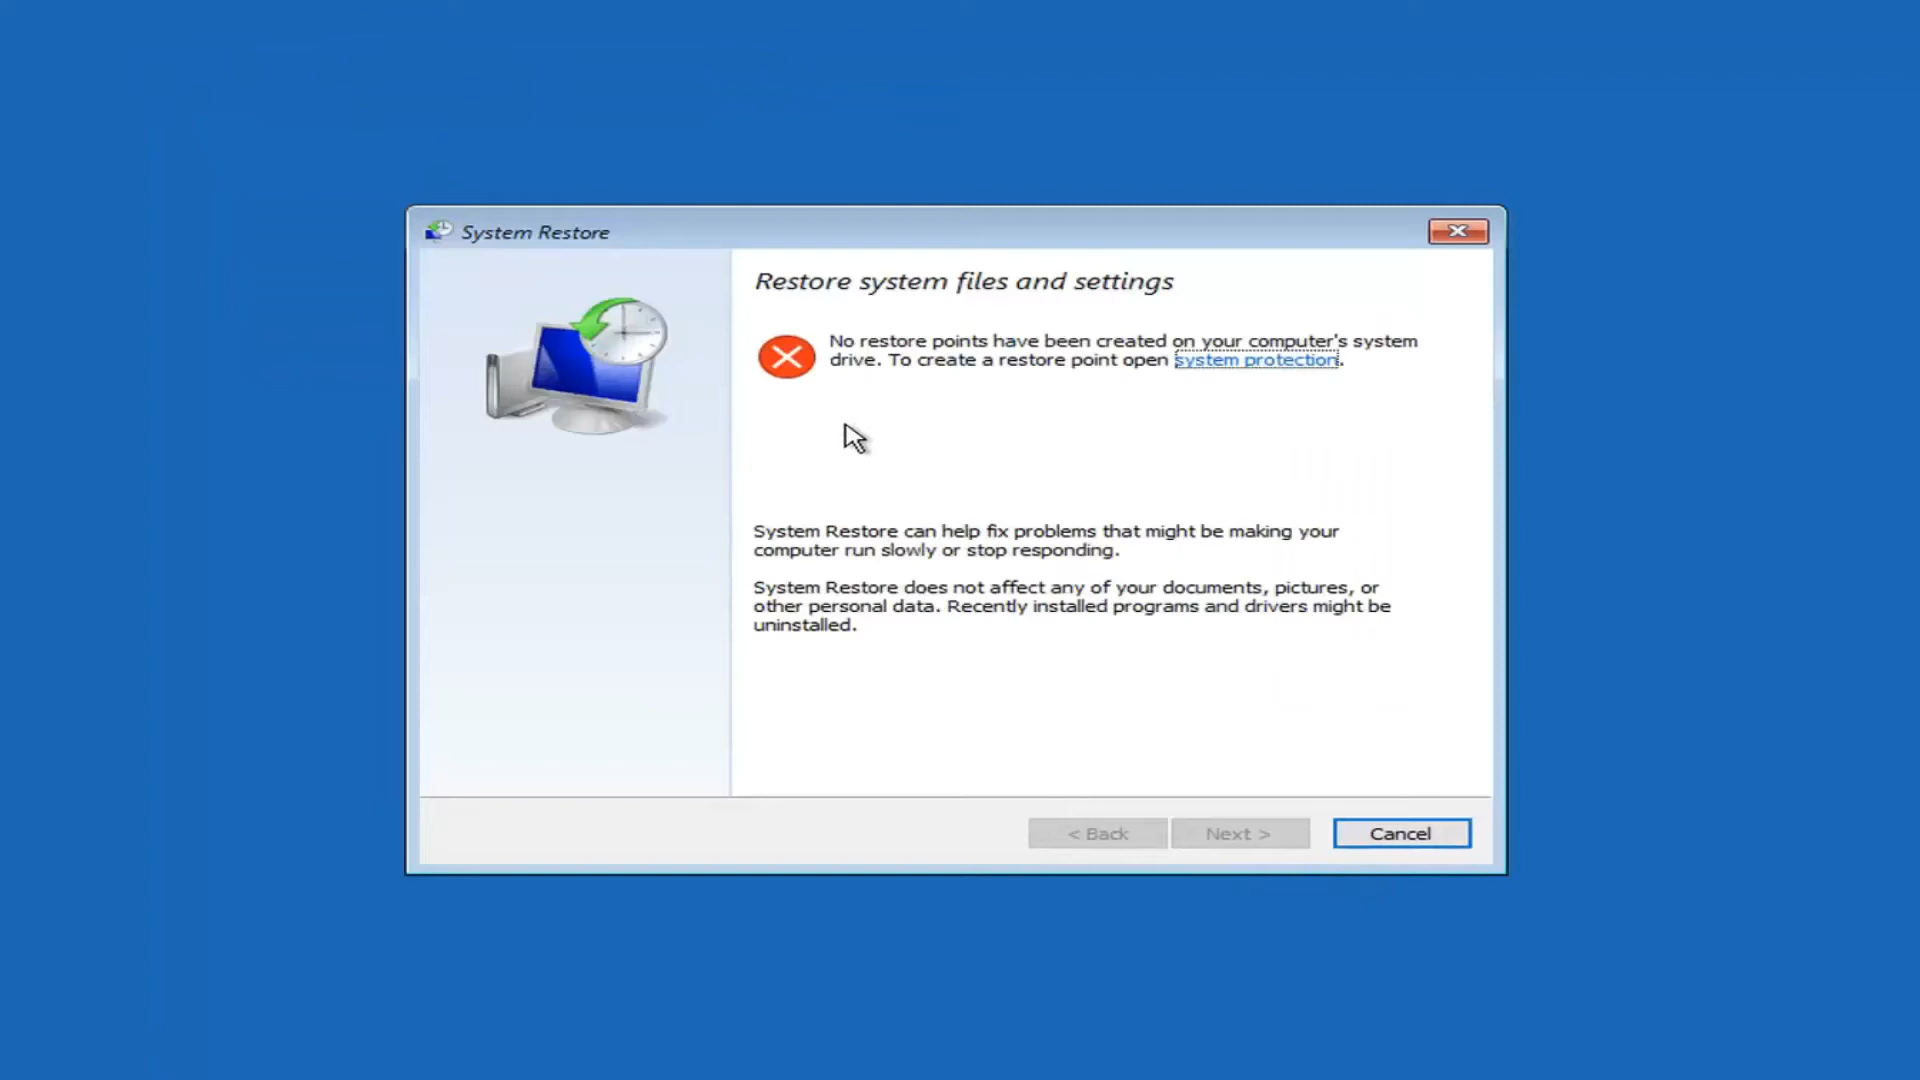 System Restore
Restore system files and settings
No restore points have been created on your computer's system
drive. To create a restore point open system protection.
System Restore can help fix problems that might be making your
computer run slowly or stop responding.
System Restore does not affect any of your documents, pictures, or
other personal data. Recently installed programs and drivers might be
uninstalled.
< Back Next > Cancel